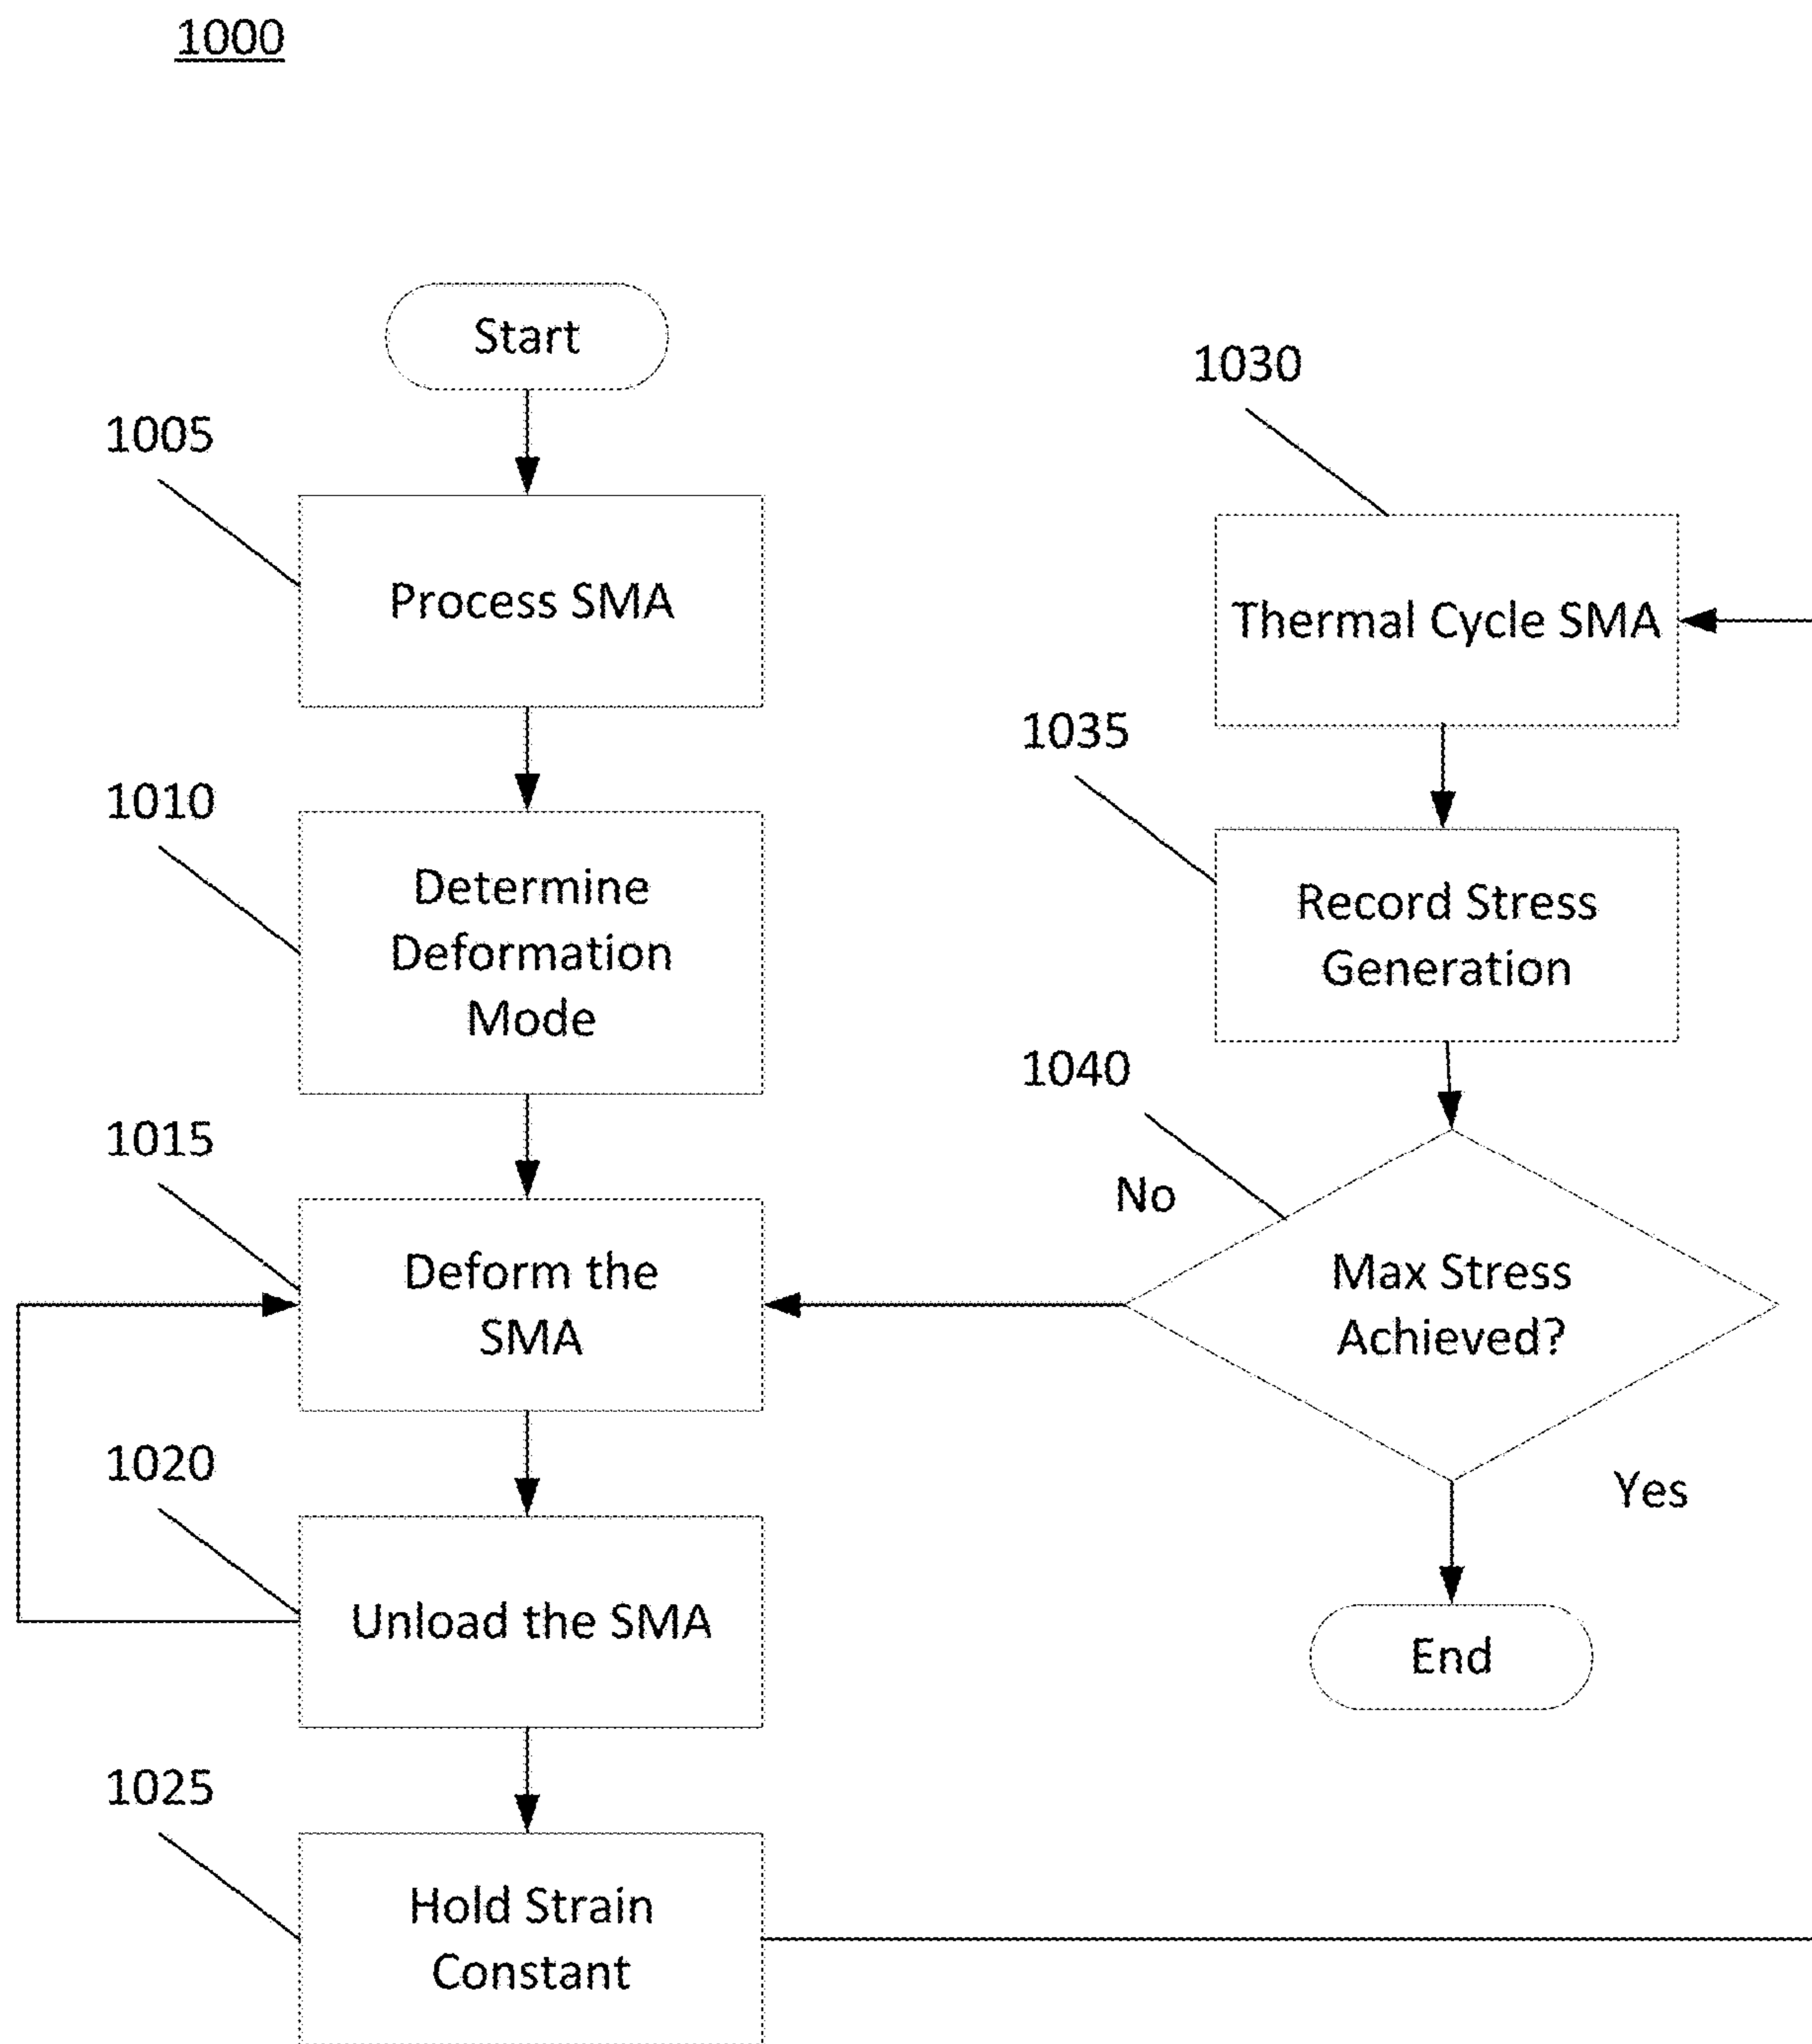 1000
Start
1005
Process SMA
1010
Determine
Deformation
Mode
1015
Deform the
SMA
1020
Unload the SMA
1025
Hold Strain
Constant
1030
Thermal Cycle SMA
1035
Record Stress
Generation
1040
No
Max Stress
Achieved?
Yes
End